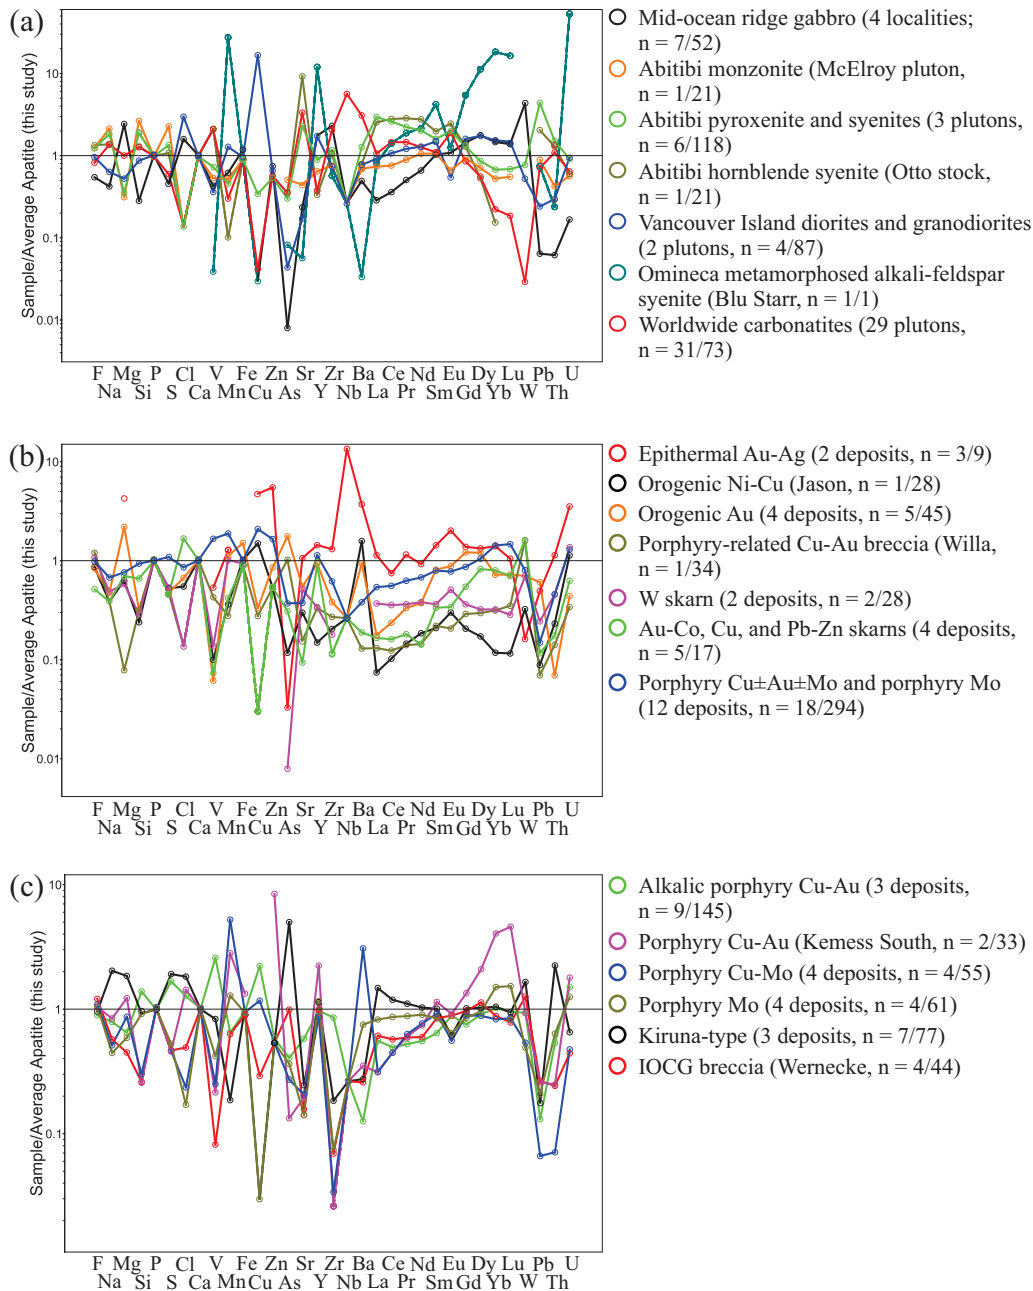 (a)
Sample/Average Apatite (this study)
10
1
0.1
0.01
F Mg P Cl V Fe Zn Sr Zr Ba Ce Nd Eu Dy Lu Pb U
Na Si S Ca Mn Cu As Y Nb La Pr Sm Gd Yb W Th
Mid-ocean ridge gabbro (4 localities;
n = 7/52)
Abitibi monzonite (McElroy pluton,
n = 1/21)
Abitibi pyroxenite and syenites (3 plutons,
n = 6/118)
Abitibi hornblende syenite (Otto stock,
n = 1/21)
Vancouver Island diorites and granodiorites
(2 plutons, n = 4/87)
Omineca metamorphosed alkali-feldspar
syenite (Blu Starr, n = 1/1)
Worldwide carbonatites (29 plutons,
n = 31/73)
(b)
Sample/Average Apatite (this study)
10
1
0.1
0.01
F Mg P Cl V Fe Zn Sr Zr Ba Ce Nd Eu Dy Lu Pb U
Na Si S Ca Mn Cu As Y Nb La Pr Sm Gd Yb W Th
Epithermal Au-Ag (2 deposits, n = 3/9)
Orogenic Ni-Cu (Jason, n = 1/28)
Orogenic Au (4 deposits, n = 5/45)
Porphyry-related Cu-Au breccia (Willa,
n = 1/34)
W skarn (2 deposits, n = 2/28)
Au-Co, Cu, and Pb-Zn skarns (4 deposits,
n = 5/17)
Porphyry Cu±Au±Mo and porphyry Mo
(12 deposits, n = 18/294)
(c)
Sample/Average Apatite (this study)
10
1
0.1
F Mg P Cl V Fe Zn Sr Zr Ba Ce Nd Eu Dy Lu Pb U
Na Si S Ca Mn Cu As Y Nb La Pr Sm Gd Yb W Th
Alkalic porphyry Cu-Au (3 deposits,
n = 9/145)
Porphyry Cu-Au (Kemess South, n = 2/33)
Porphyry Cu-Mo (4 deposits, n = 4/55)
Porphyry Mo (4 deposits, n = 4/61)
Kiruna-type (3 deposits, n = 7/77)
IOCG breccia (Wernecke, n = 4/44)